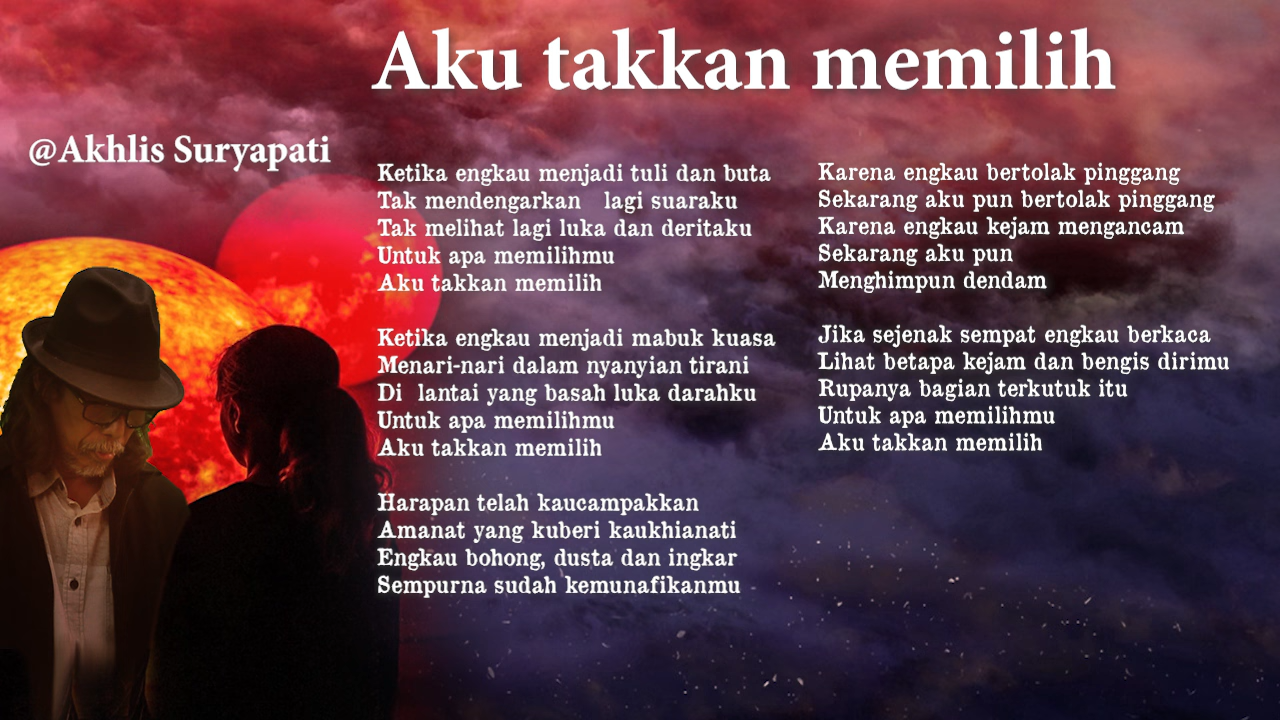 Aku takkan memilih
@Akhlis Suryapati
Ketika engkau menjadi tuli dan buta
Tak mendengarkan lagi suaraku
Tak melihat lagi luka dan deritaku
Untuk apa memilihmu
Aku takkan memilih
Ketika engkau menjadi mabuk kuasa
Menari-nari dalam nyanyian tirani
Di lantai yang basah luka darahku
Untuk apa memilihmu
Aku takkan memilih
Harapan telah kaucampakkan
Amanat yang kuberi kaukhianati
Engkau bohong, dusta dan ingkar
Sempurna sudah kemunafikanmu
Karena engkau bertolak pinggang
Sekarang aku pun bertolak pinggang
Karena engkau kejam mengancam
Sekarang aku pun
Menghimpun dendam
Jika sejenak sempat engkau berkaca
Lihat betapa kejam dan bengis dirimu
Rupanya bagian terkutuk itu
Untuk apa memilihmu
Aku takkan memilih